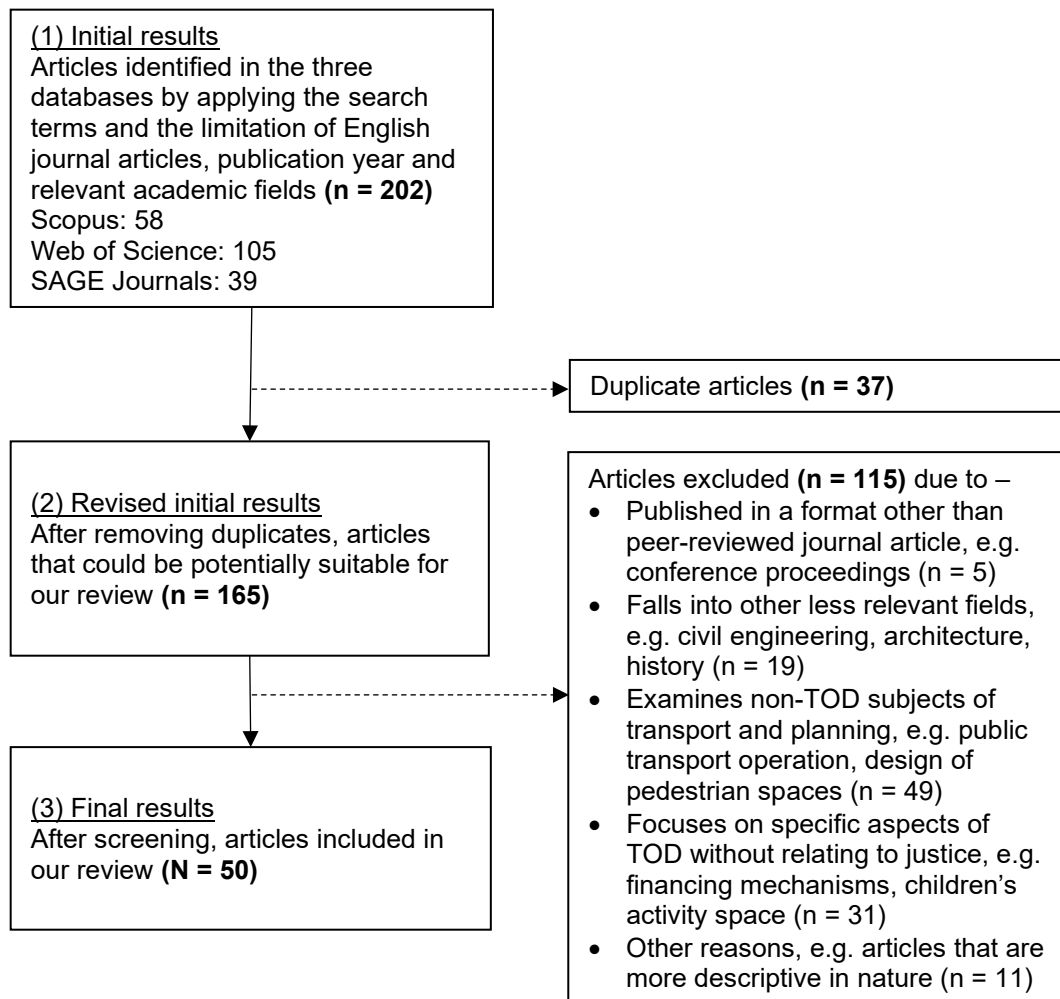 (1) Initial results
Articles identified in the three
databases by applying the search
terms and the limitation of English
journal articles, publication year and
relevant academic fields (n = 202)
Scopus: 58
Web of Science: 105
SAGE Journals: 39
Duplicate articles (n = 37)
(2) Revised initial results
After removing duplicates, articles
that could be potentially suitable for
our review (n = 165)
Articles excluded (n = 115) due to –
• Published in a format other than
peer-reviewed journal article, e.g.
conference proceedings (n = 5)
• Falls into other less relevant fields,
e.g. civil engineering, architecture,
history (n = 19)
• Examines non-TOD subjects of
transport and planning, e.g. public
transport operation, design of
pedestrian spaces (n = 49)
• Focuses on specific aspects of
TOD without relating to justice, e.g.
financing mechanisms, children’s
activity space (n = 31)
• Other reasons, e.g. articles that are
more descriptive in nature (n = 11)
(3) Final results
After screening, articles included in
our review (N = 50)